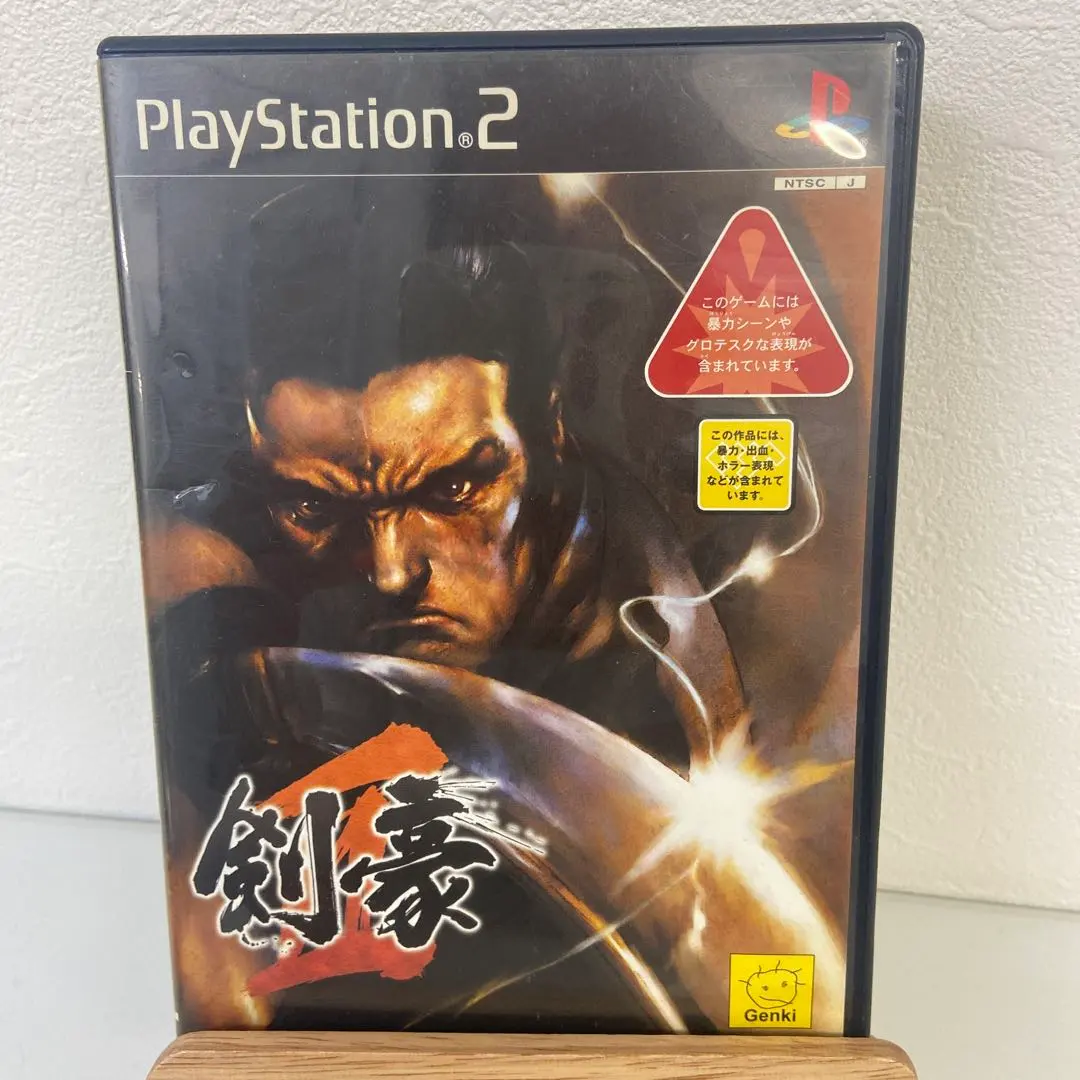 PlayStation®2
NTSC J
このゲームには
暴力シーンや
グロテスクな表現が
含まれています。
この作品には、
暴力・出血・
ホラー表現
などが含まれて
います。
剣豪
2
Genki